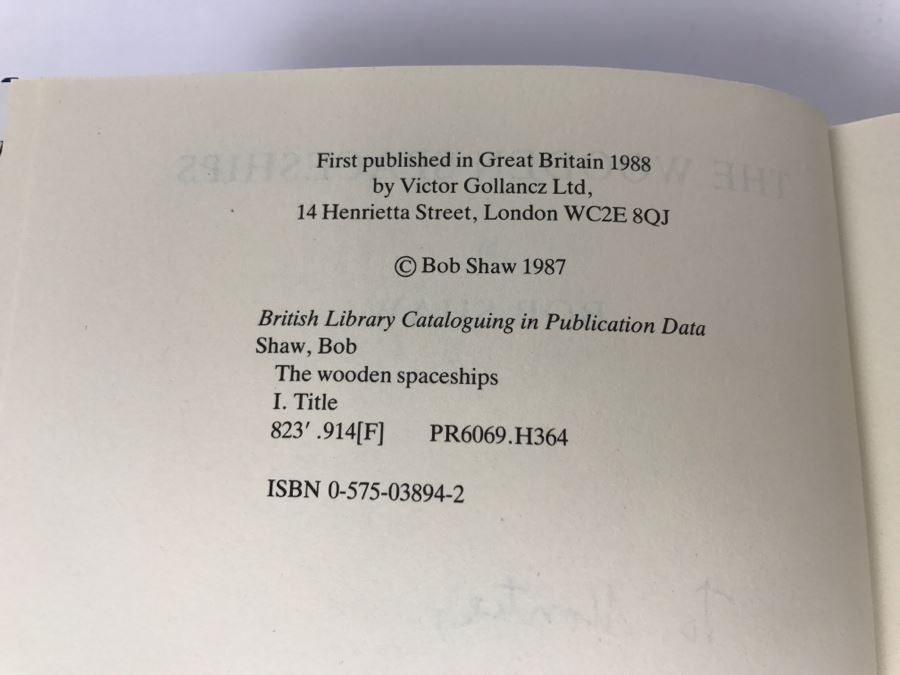 First published in Great Britain 1988
by Victor Gollancz Ltd,
14 Henrietta Street, London WC2E 8QJ
© Bob Shaw 1987
British Library Cataloguing in Publication Data
Shaw, Bob
The wooden spaceships
I. Title
823′ .914[F] PR6069.H364
ISBN 0-575-03894-2